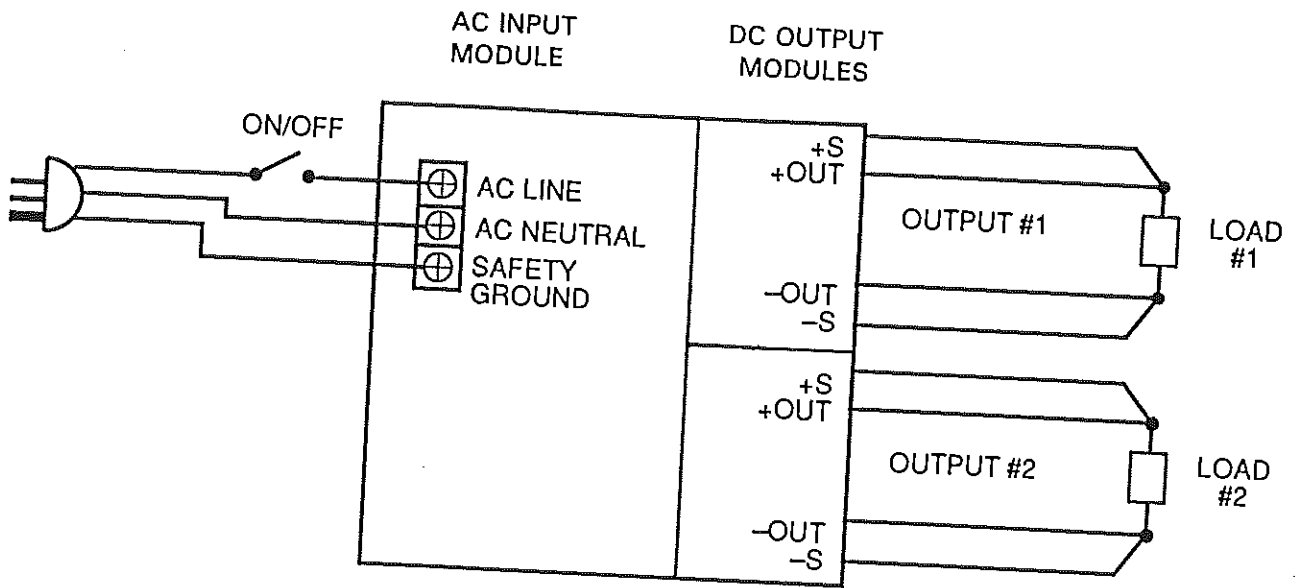 AC INPUT
MODULE
DC OUTPUT
MODULES
ON/OFF
AC LINE
AC NEUTRAL
SAFETY
GROUND
+S
+OUT
OUTPUT #1
–OUT
–S
LOAD
#1
+S
+OUT
OUTPUT #2
–OUT
–S
LOAD
#2